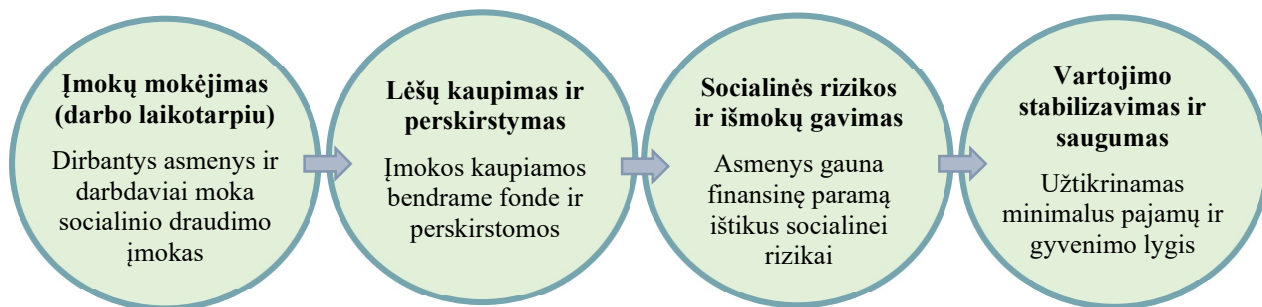 Įmokų mokėjimas
(darbo laikotarpiu)
Dirbantys asmenys ir
darbdaviai moka
socialinio draudimo
įmokas
Lėšų kaupimas ir
perskirstymas
Įmokos kaupiamos
bendrame fonde ir
perskirstomos
Socialinės rizikos
ir išmokų gavimas
Asmenys gauna
finansinę paramą
ištikus socialinei
rizikai
Vartojimo
stabilizavimas ir
saugumas
Užtikrinamas
minimalus pajamų ir
gyvenimo lygis